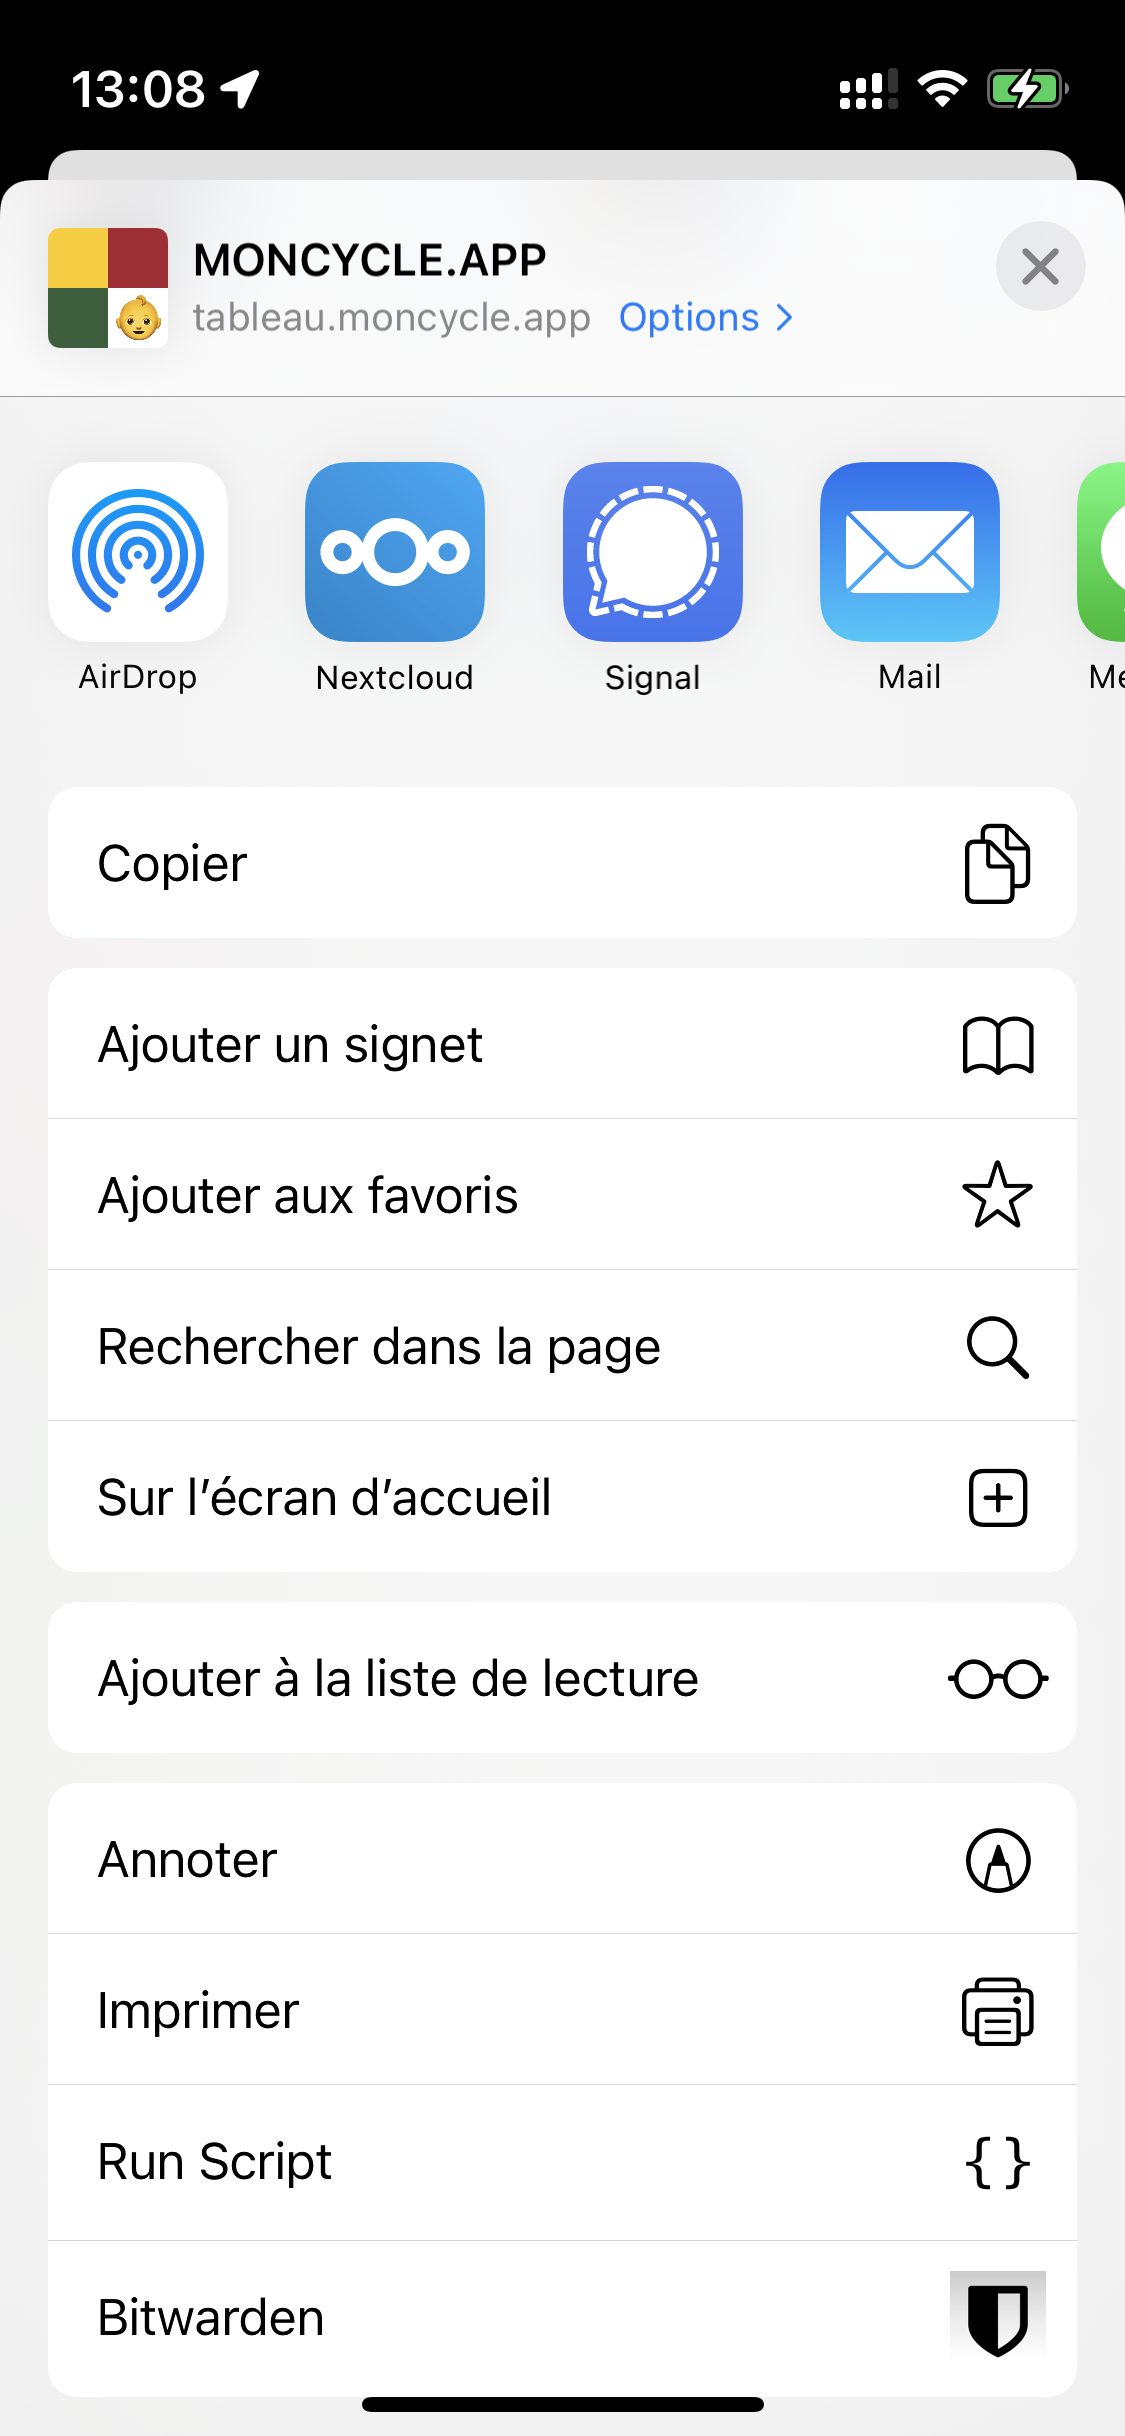 13:08
MONCYCLE.APP
tableau.moncycle.app Options
AirDrop Nextcloud Signal Mail
Copier
Ajouter un signet
Ajouter aux favoris
Rechercher dans la page
Sur l’écran d’accueil
Ajouter à la liste de lecture
Annoter
Imprimer
Run Script
Bitwarden